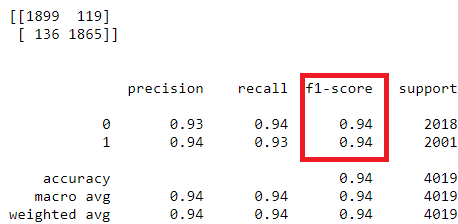 [[1899 119]
[ 136 1865]]
precision recall f1-score support
0 0.93 0.94 0.94 2018
1 0.94 0.93 0.94 2001
accuracy 0.94 4019
macro avg 0.94 0.94 0.94 4019
weighted avg 0.94 0.94 0.94 4019